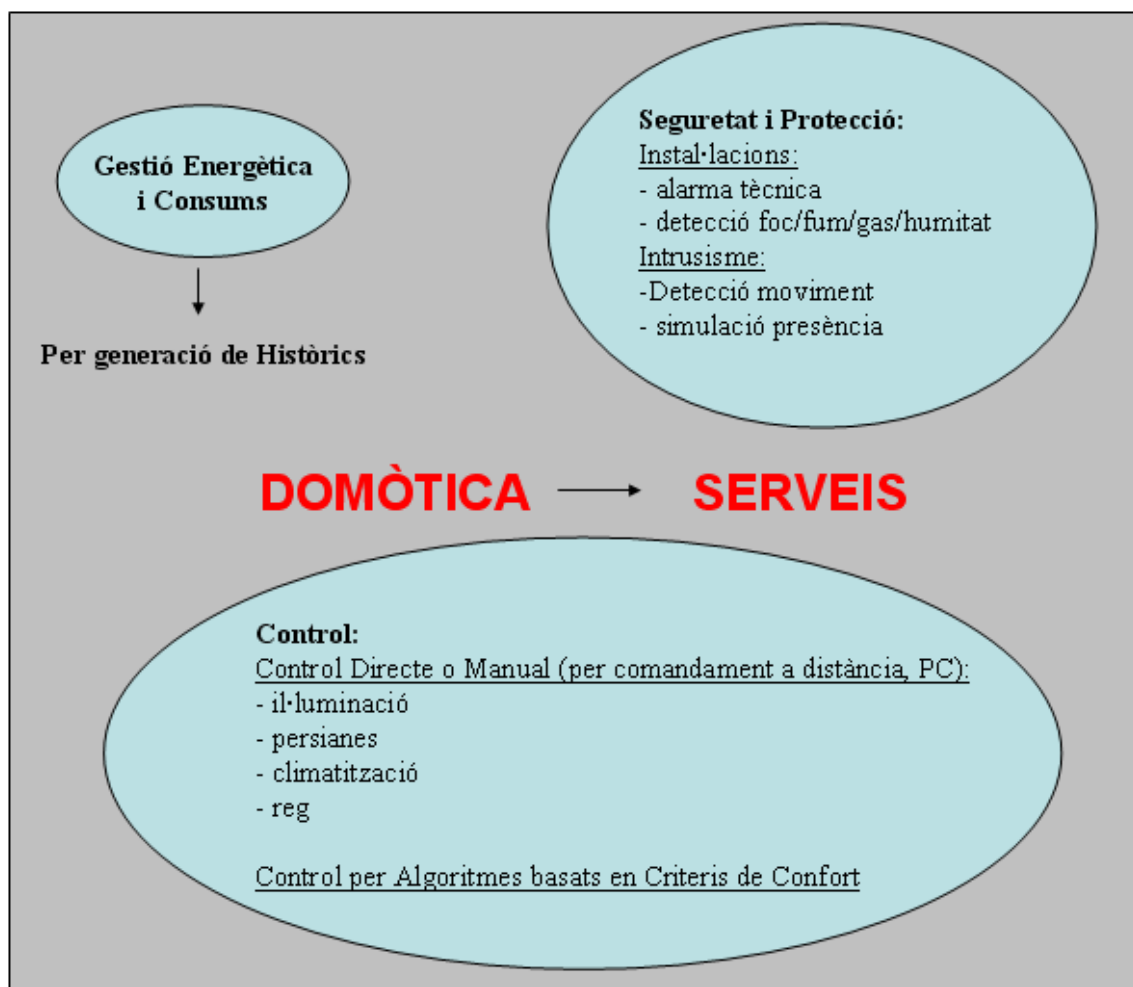 Gestió Energètica
i Consums
Per generació de Històrics
Seguretat i Protecció:
Instal·lacions:
- alarma tècnica
- detecció foc/fum/gas/humitat
Intrusisme:
-Detecció moviment
- simulació presència
DOMÒTICA SERVEIS
Control:
Control Directe o Manual (per comandament a distància, PC):
- il·luminació
- persianes
- climatització
- reg
Control per Algoritmes basats en Criteris de Confort